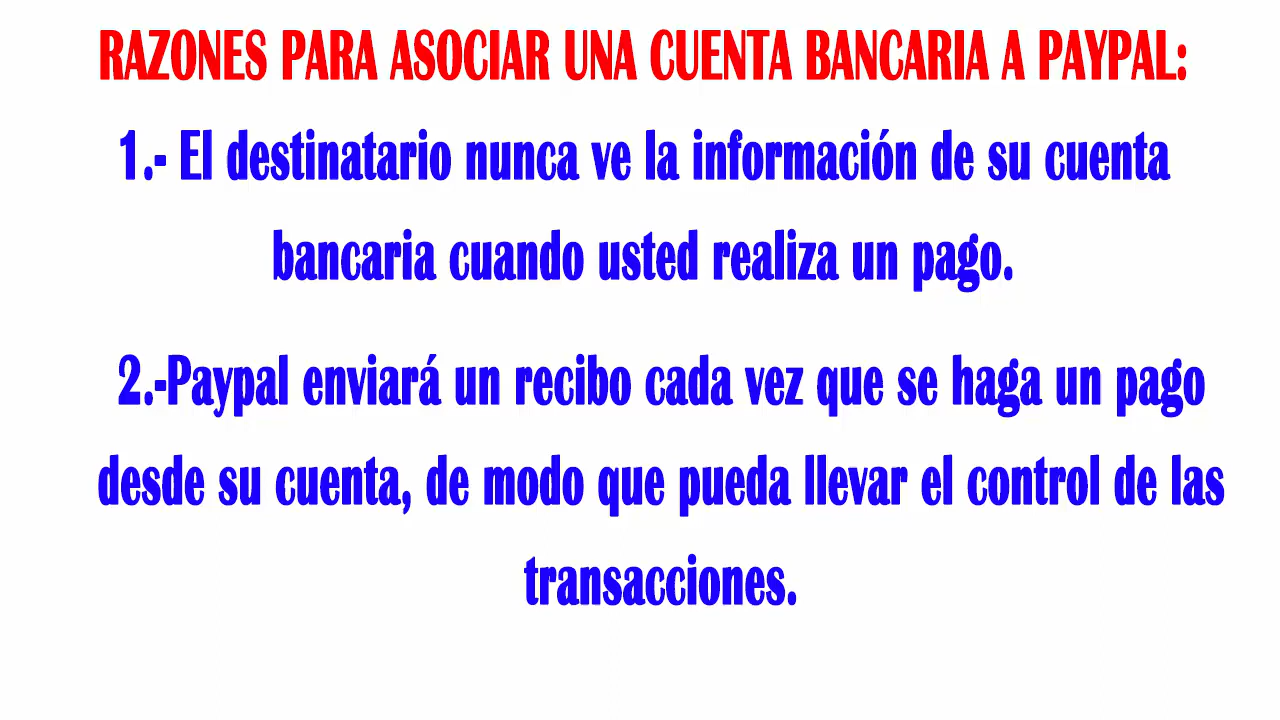 RAZONES PARA ASOCIAR UNA CUENTA BANCARIA A PAYPAL:
1.- El destinatario nunca ve la información de su cuenta
bancaria cuando usted realiza un pago.
2.-Paypal enviará un recibo cada vez que se haga un pago
desde su cuenta, de modo que pueda llevar el control de las
transacciones.